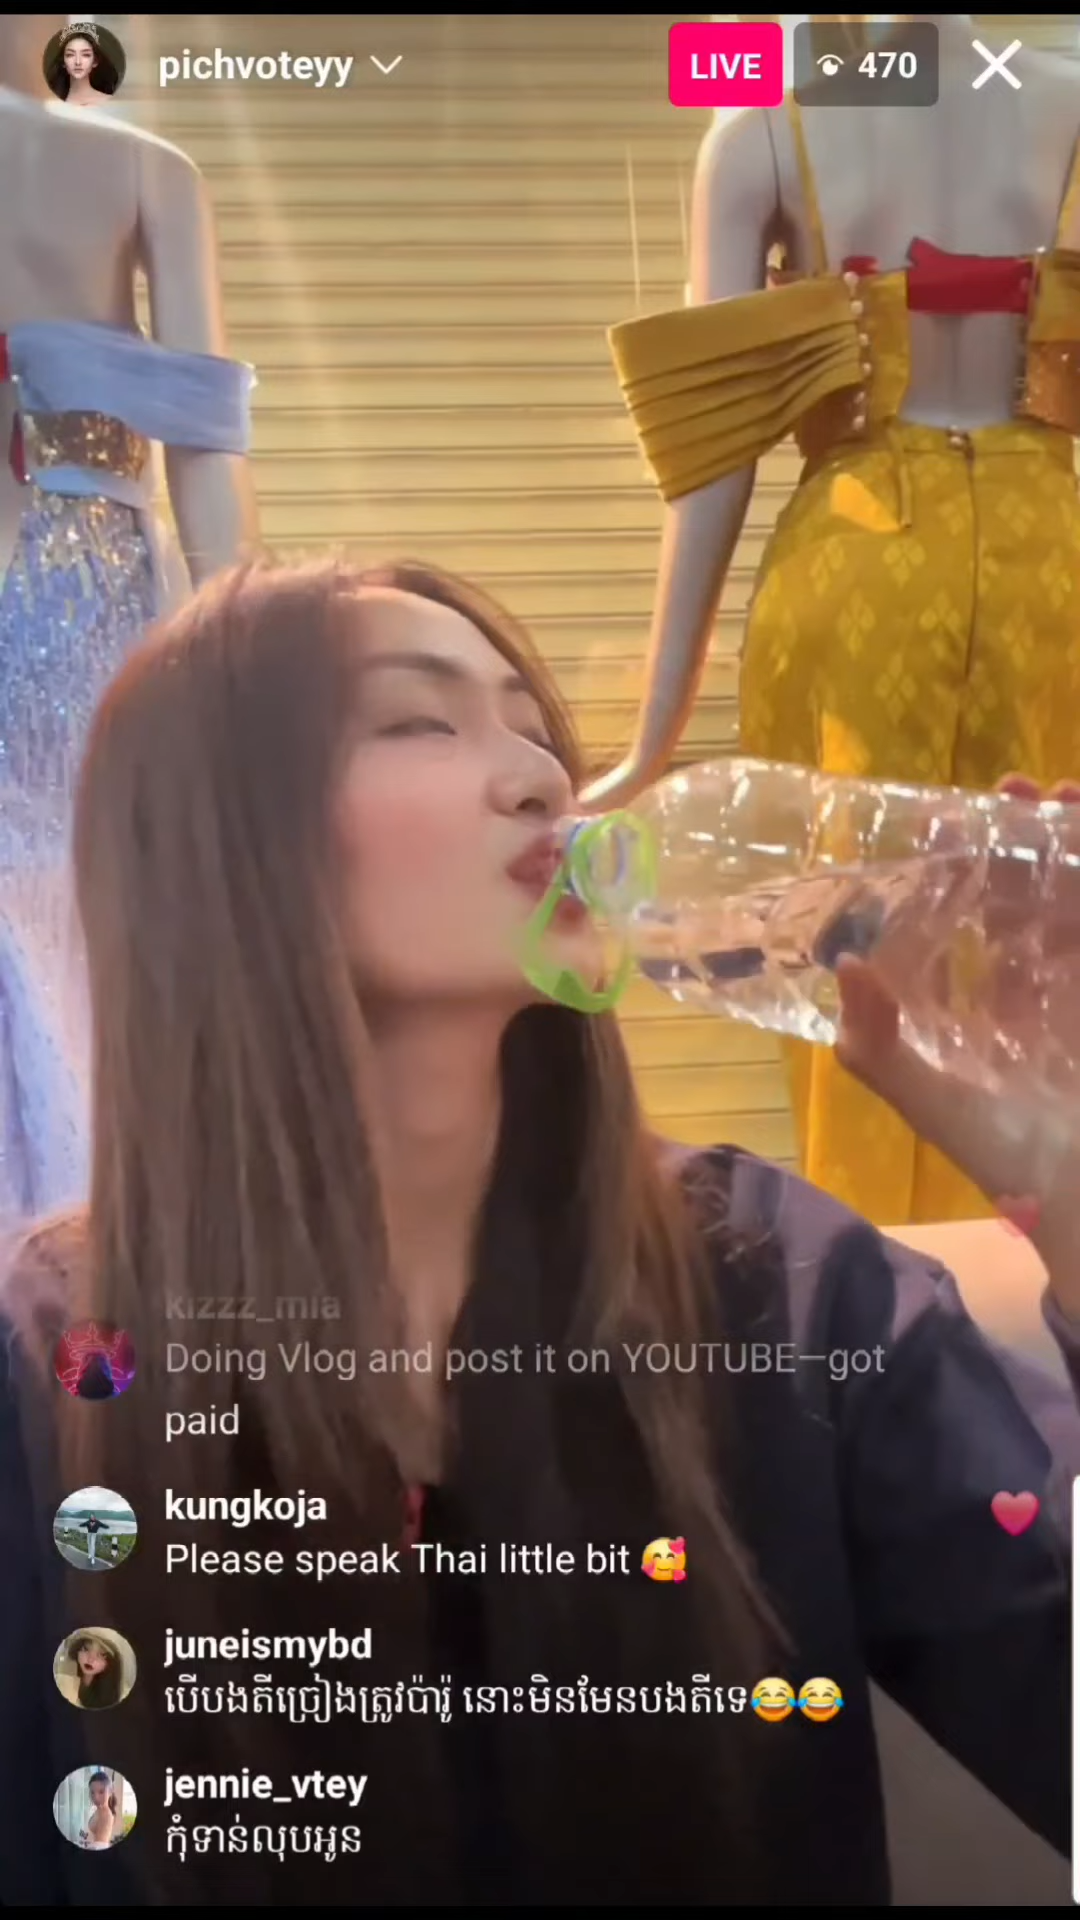 pichvoteyy
LIVE
470
kizzz_mia
Doing Vlog and post it on YOUTUBE—got
paid
kungkoja
Please speak Thai little bit 🥰
juneismybd
បើបងតីច្រៀងត្រូវប៉ារ៉ូ នោះមិនមែនបងតីទេ😂😂
jennie_vtey
កុំទាន់លុបអូន